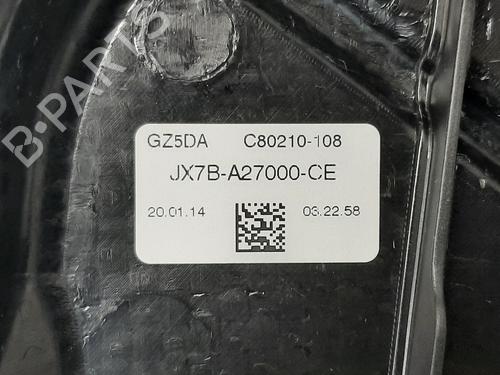 B-PARTS
GZ5DA C80210-108
JX7B-A27000-CE
20.01.14 03.22.58